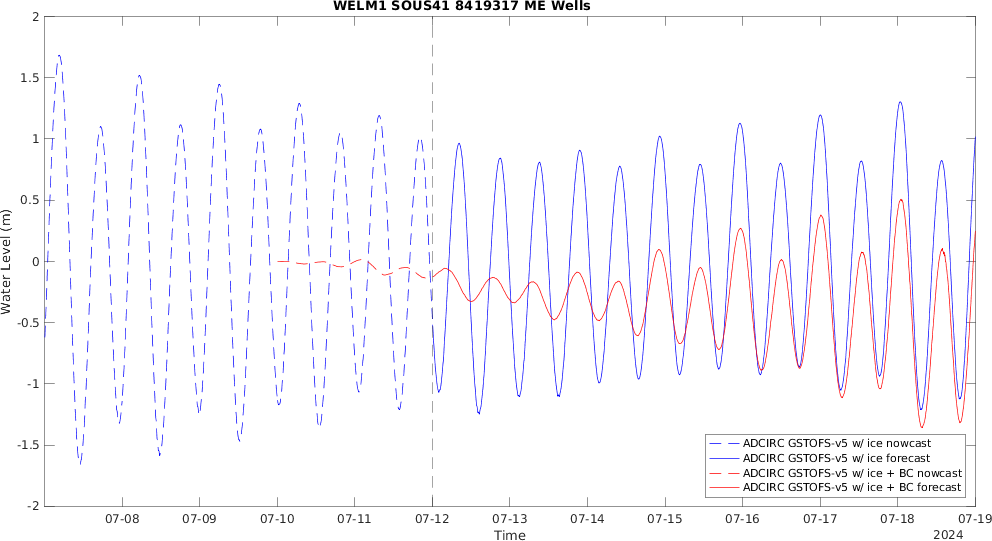 WELM1 SOUS41 8419317 ME Wells
2
1.5
1
0.5
0
-0.5
-1
-1.5
-2
Water Level (m)
ADCIRC GSTOFS-v5 w/ ice nowcast
ADCIRC GSTOFS-v5 w/ ice forecast
ADCIRC GSTOFS-v5 w/ ice + BC nowcast
ADCIRC GSTOFS-v5 w/ ice + BC forecast
07-08 07-09 07-10 07-11 07-12 07-13 07-14 07-15 07-16 07-17 07-18 07-19
Time
2024